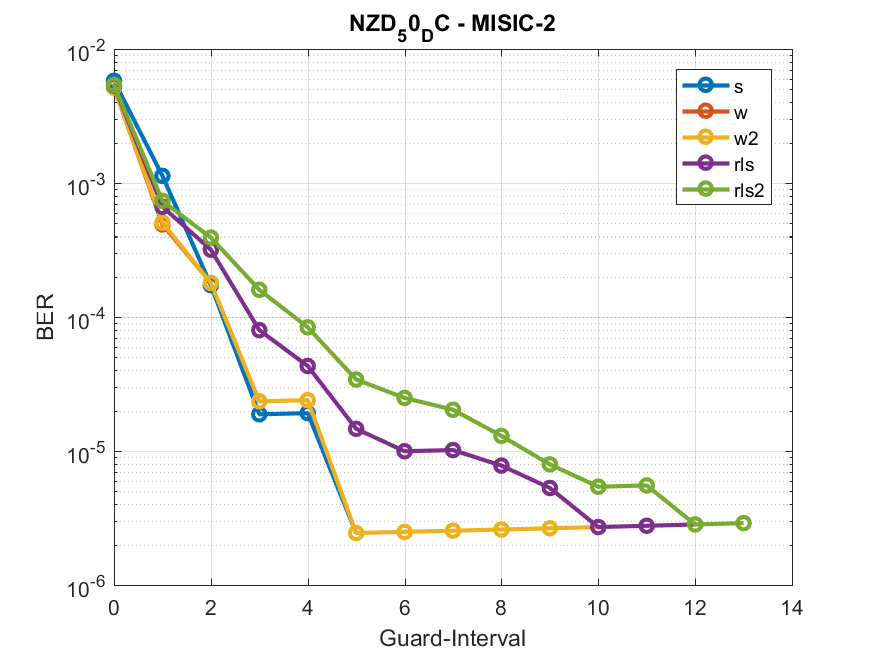 NZD₅0_DC - MISIC-2
10⁻²
10⁻³
10⁻⁴
10⁻⁵
10⁻⁶
BER
0 2 4 6 8 10 12 14
Guard-Interval
s
w
w2
rls
rls2